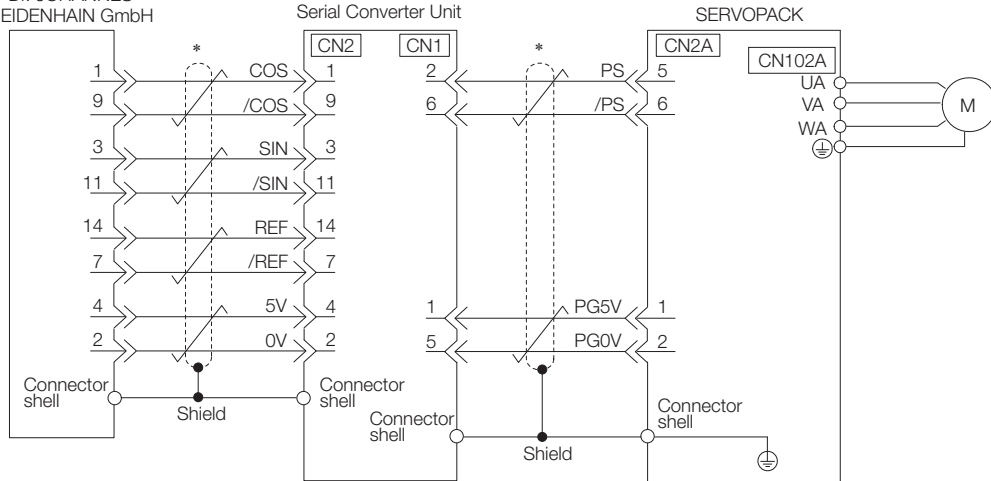 EIDENHAIN GmbH
Serial Converter Unit
SERVOPACK
CN2
CN1
CN2A
CN102A
*
*
1 COS 1
9 /COS 9
3 SIN 3
11 /SIN 11
14 REF 14
7 /REF 7
4 5V 4
2 0V 2
2 PS 5
6 /PS 6
1 PG5V 1
5 PG0V 2
UA
VA
WA
M
Connector
shell
Shield
Connector
shell
Connector
shell
Shield
Connector
shell